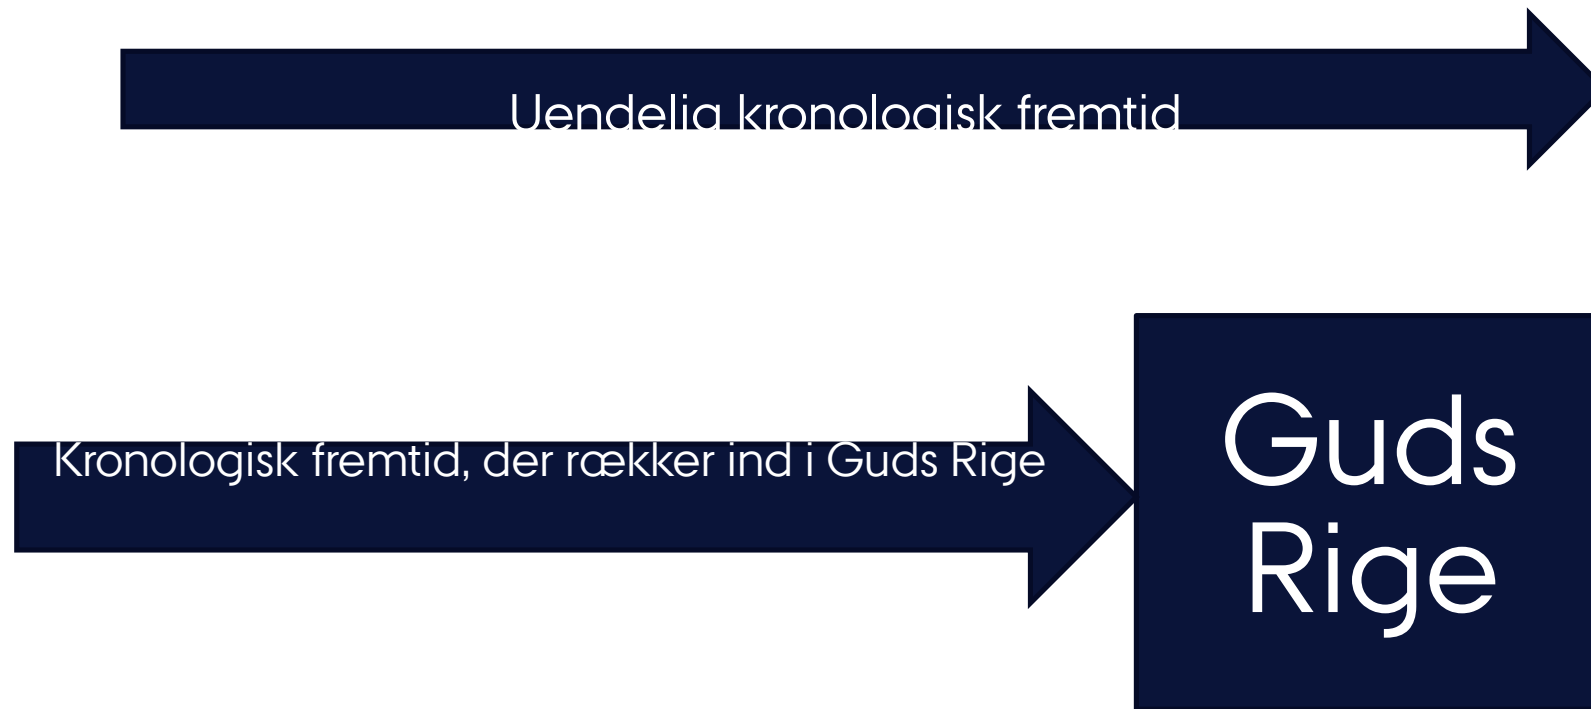 Uendelig kronologisk fremtid
Kronologisk fremtid, der rækker ind i Guds Rige
Guds
Rige